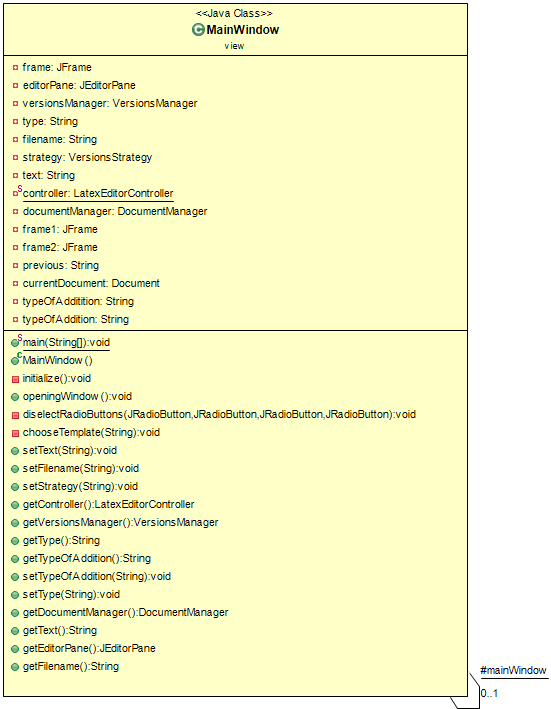 <<Java Class>>
C MainWindow
view
frame: JFrame
editorPane: JEditorPane
versionsManager: VersionsManager
type: String
filename: String
strategy: VersionsStrategy
text: String
S controller: LatexEditorController
documentManager: DocumentManager
frame1: JFrame
frame2: JFrame
previous: String
currentDocument: Document
typeOfAddtition: String
typeOfAddition: String
S main(String[]):void
C MainWindow()
initialize():void
openingWindow():void
diselectRadioButtons(JRadioButton,JRadioButton,JRadioButton,JRadioButton):void
chooseTemplate(String):void
setText(String):void
setFilename(String):void
setStrategy(String):void
getController():LatexEditorController
getVersionsManager():VersionsManager
getType():String
getTypeOfAddition():String
setTypeOfAddition(String):void
setType(String):void
getDocumentManager():DocumentManager
getText():String
getEditorPane():JEditorPane
getFilename():String
#mainWindow
0..1